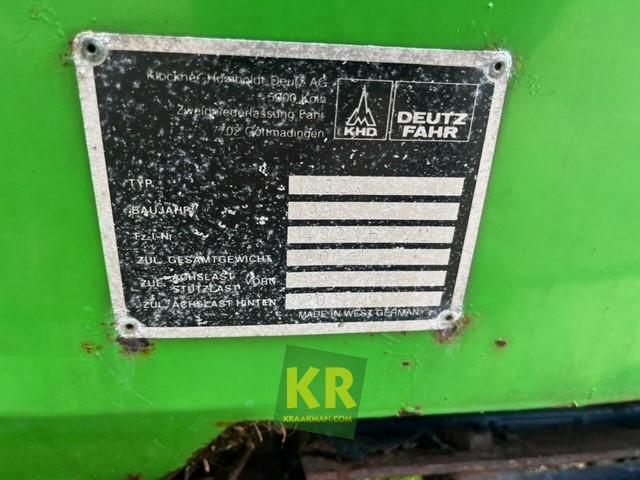 Klöckner Humboldt Deutz AG
5000 Köln
Zweigniederlassung Fahr
7702 Gottmadingen
KHD
DEUTZ
FAHR
TYP
BAUJAHR
Fz-I-Nr
ZUL. GESAMTGEWICHT
ZUL. ACHSLAST VORN
STÜTZLAST
ZUL. ACHSLAST HINTEN
MADE IN WEST GERMANY
KR
KRAAKMAN.COM